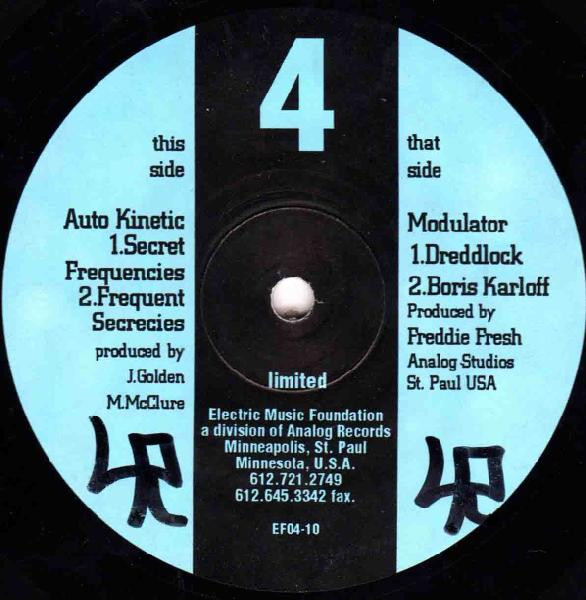 4
this
side
Auto Kinetic
1.Secret
Frequencies
2.Frequent
Secrecies
produced by
J.Golden
M.McClure
that
side
Modulator
1.Dreddlock
2.Boris Karloff
Produced by
Freddie Fresh
Analog Studios
St. Paul USA
limited
Electric Music Foundation
a division of Analog Records
Minneapolis, St. Paul
Minnesota, U.S.A.
612.721.2749
612.645.3342 fax.
EF04-10